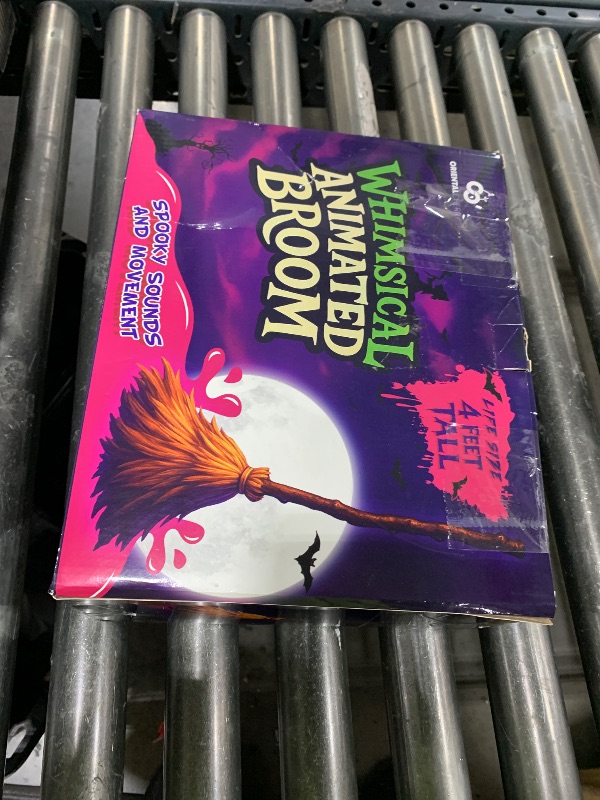 ORIENTAL
WHIMSICAL
ANIMATED
BROOM
LIFE SIZE
4 FEET
TALL
SPOOKY SOUNDS
AND MOVEMENT